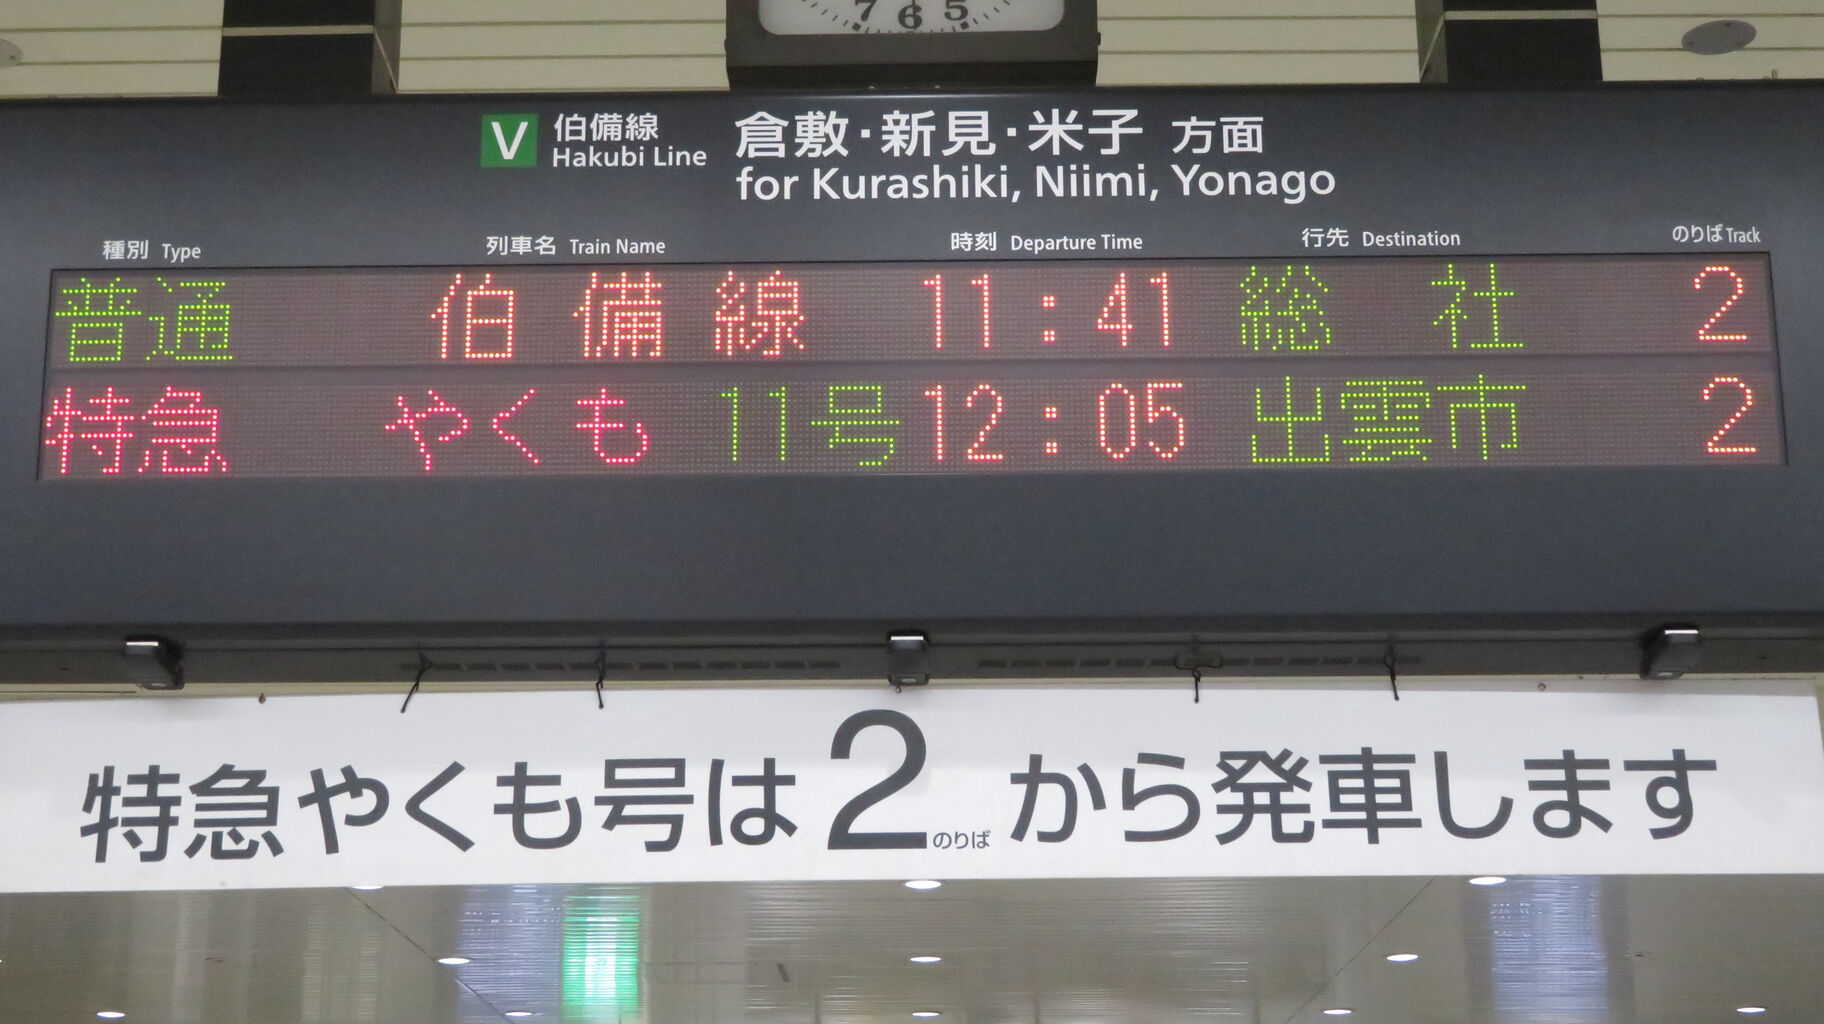 7 6 5
V 伯備線 倉敷・新見・米子 方面
Hakubi Line for Kurashiki, Niimi, Yonago
種別 Type 列車名 Train Name 時刻 Departure Time 行先 Destination のりば Track
普通 伯備線 11:41 総社 2
特急 やくも 11号 12:05 出雲市 2
特急やくも号は2のりばから発車します